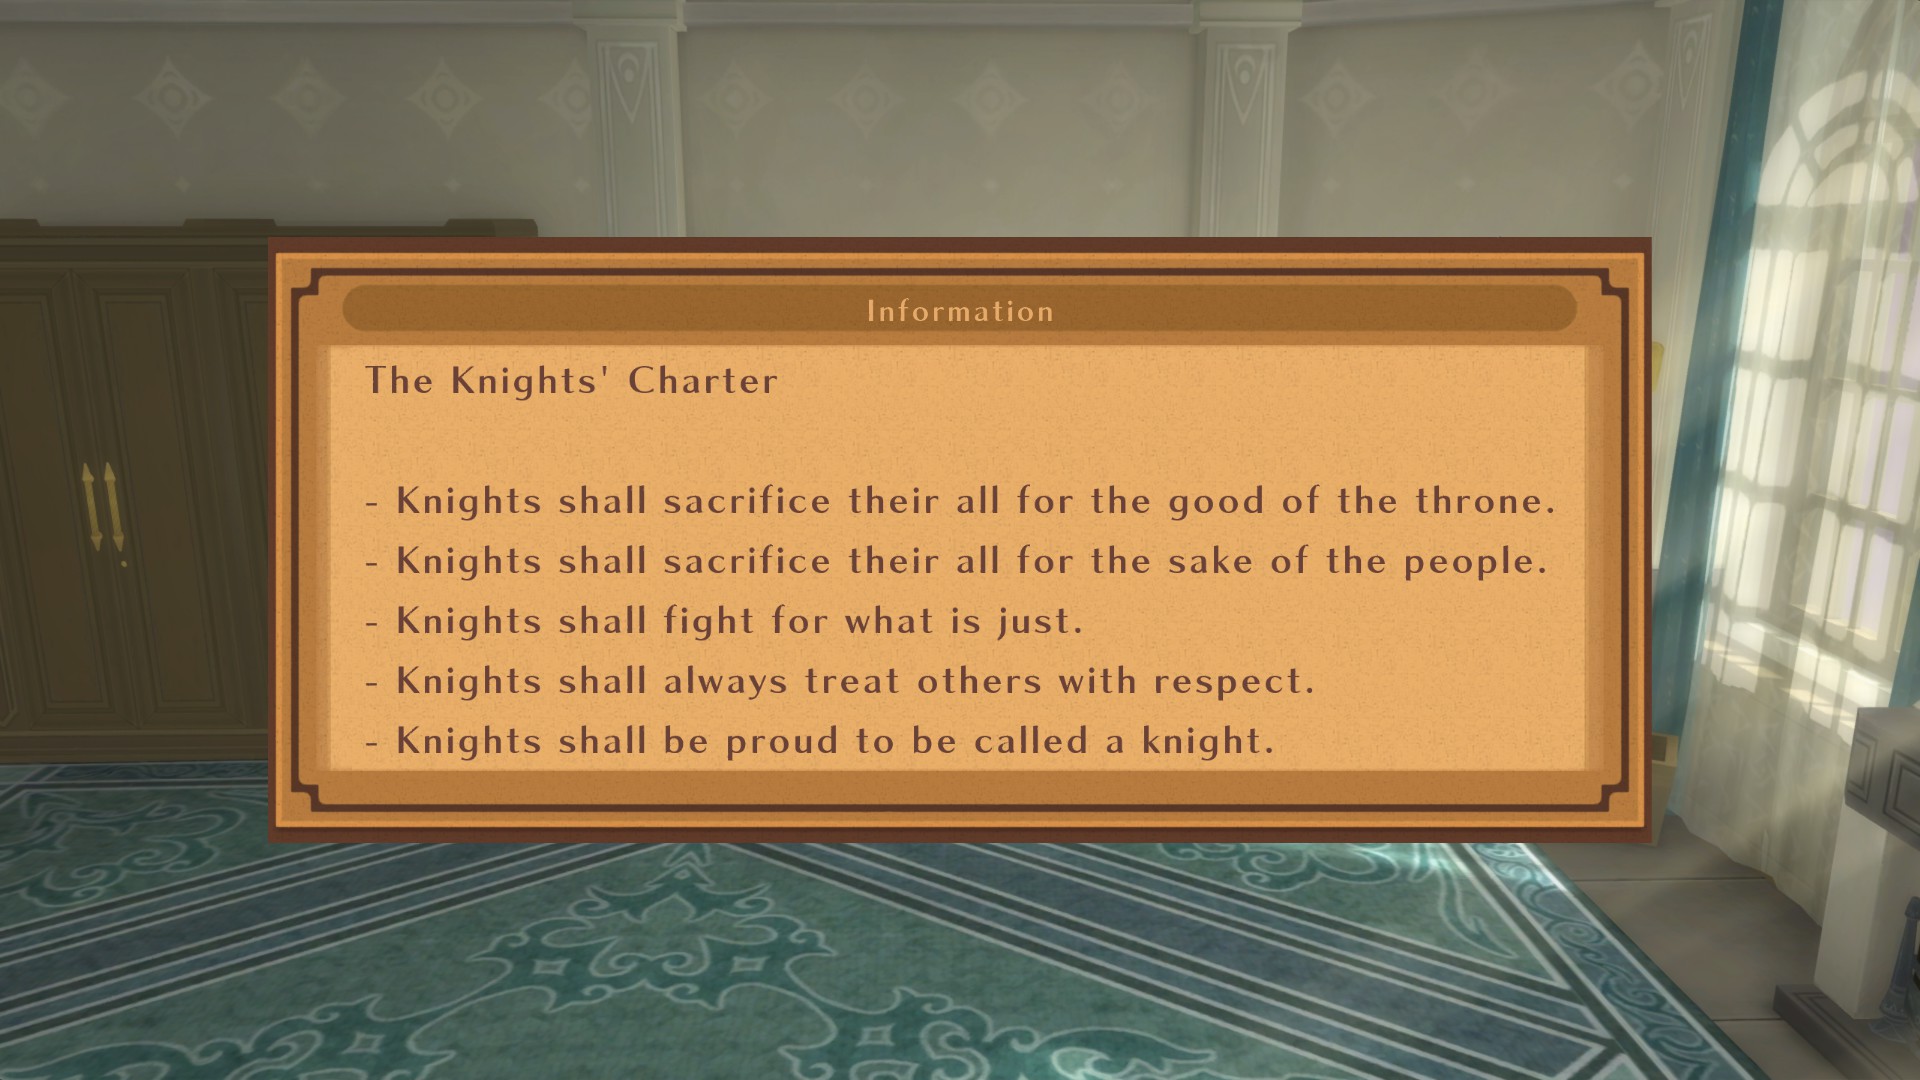 Information
The Knights' Charter
- Knights shall sacrifice their all for the good of the throne.
- Knights shall sacrifice their all for the sake of the people.
- Knights shall fight for what is just.
- Knights shall always treat others with respect.
- Knights shall be proud to be called a knight.